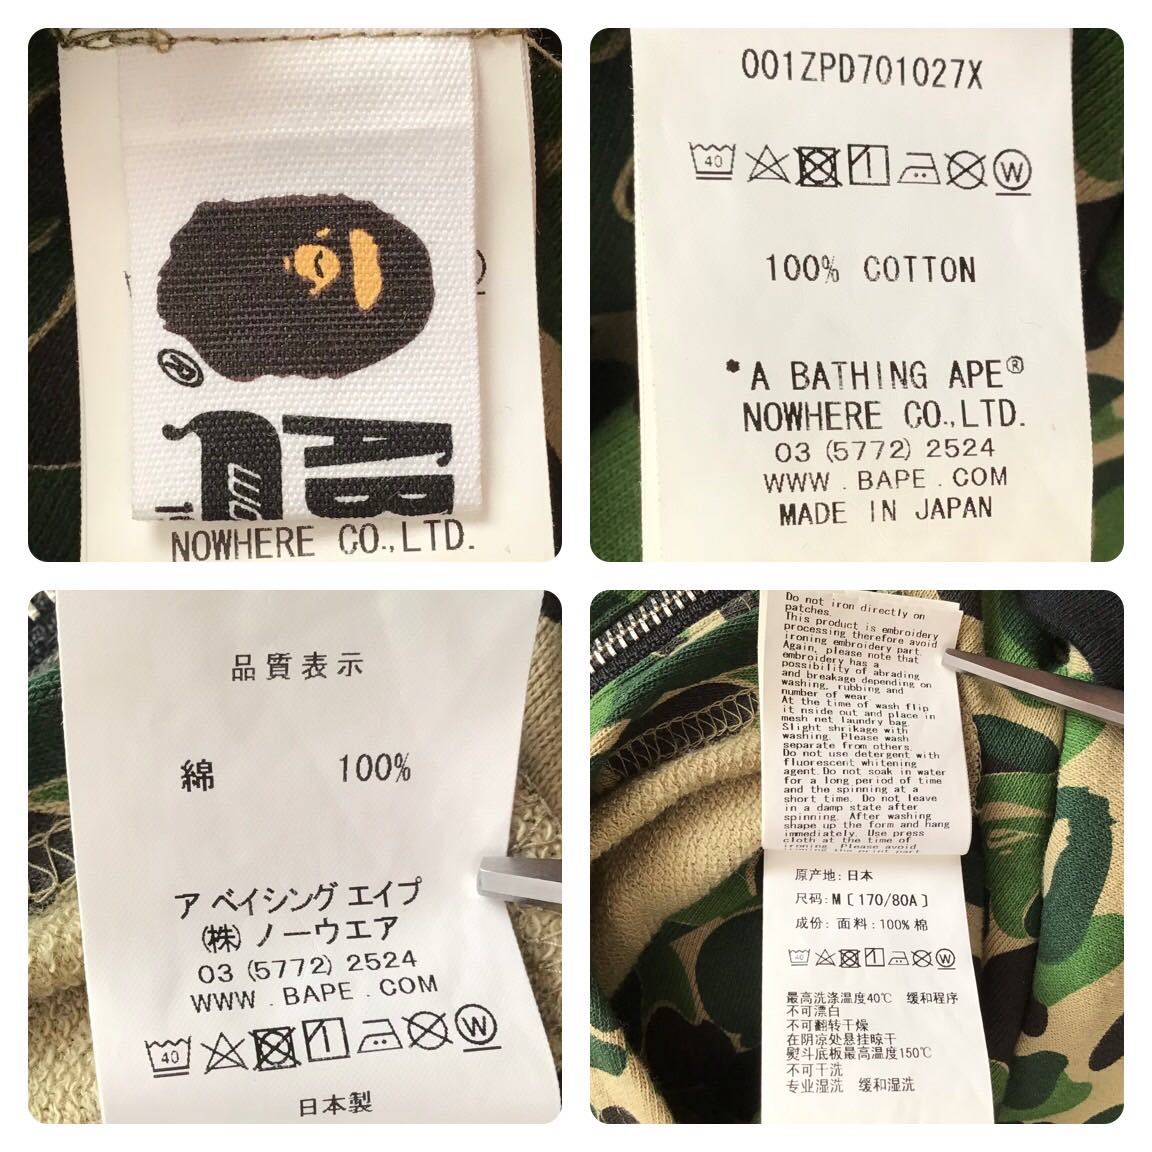 ®
NOWHERE CO.,LTD.
001ZPD701027X
40
W
100% COTTON
*A BATHING APE®
NOWHERE CO.,LTD.
03 (5772) 2524
WWW . BAPE . COM
MADE IN JAPAN
品質表示
綿 100%
ア ベイシング エイプ
(株) ノーウエア
03 (5772) 2524
WWW . BAPE . COM
40
W
日本製
Do not iron directly on
patches.
This product is embroidery
processing therefore avoid
ironing embroidery part.
Again, please note that
embroidery has a
possibility of abrading
and breakage depending on
washing, rubbing and
number of wear.
At the time of wash flip
it nside out and place in
mesh net laundry bag.
Slight shrikage with
washing. Please wash
separate from others.
Do not use detergent with
fluorescent whitening
agent.Do not soak in water
for a long period of time
and the spinning at a
short time. Do not leave
in a damp state after
spinning. After washing
shape up the form and hang
immediately. Use press
cloth at the time of
ironing. Please avoid
ironing the print part
原产地: 日本
尺码: M [170/80A]
成份: 面料: 100% 棉
40
W
最高洗涤温度40℃ 缓和程序
不可漂白
不可翻转干燥
在阴凉处悬挂晾干
熨斗底板最高温度150℃
不可干洗
专业湿洗 缓和湿洗